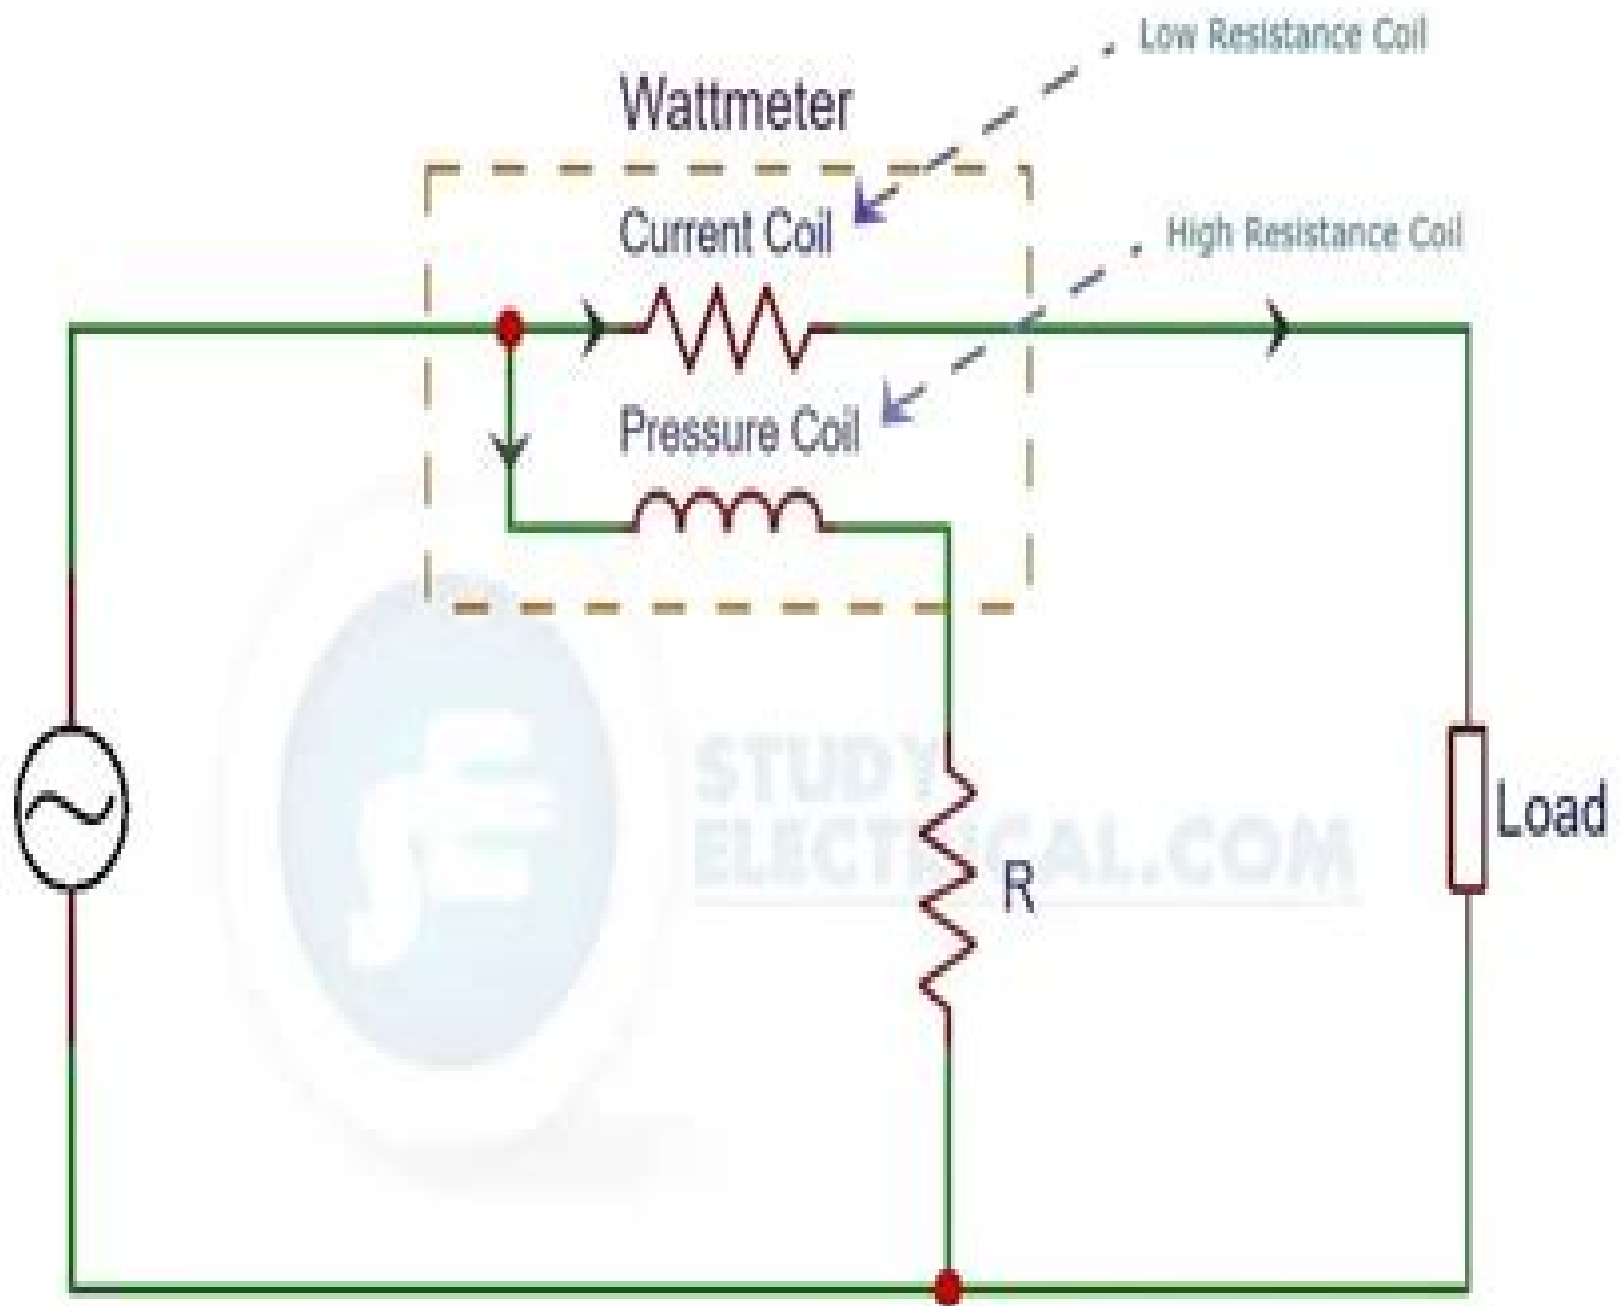 Low Resistance Coil
Wattmeter
Current Coil
High Resistance Coil
Pressure Coil
STUDY
ELECTRICAL.COM
R
Load